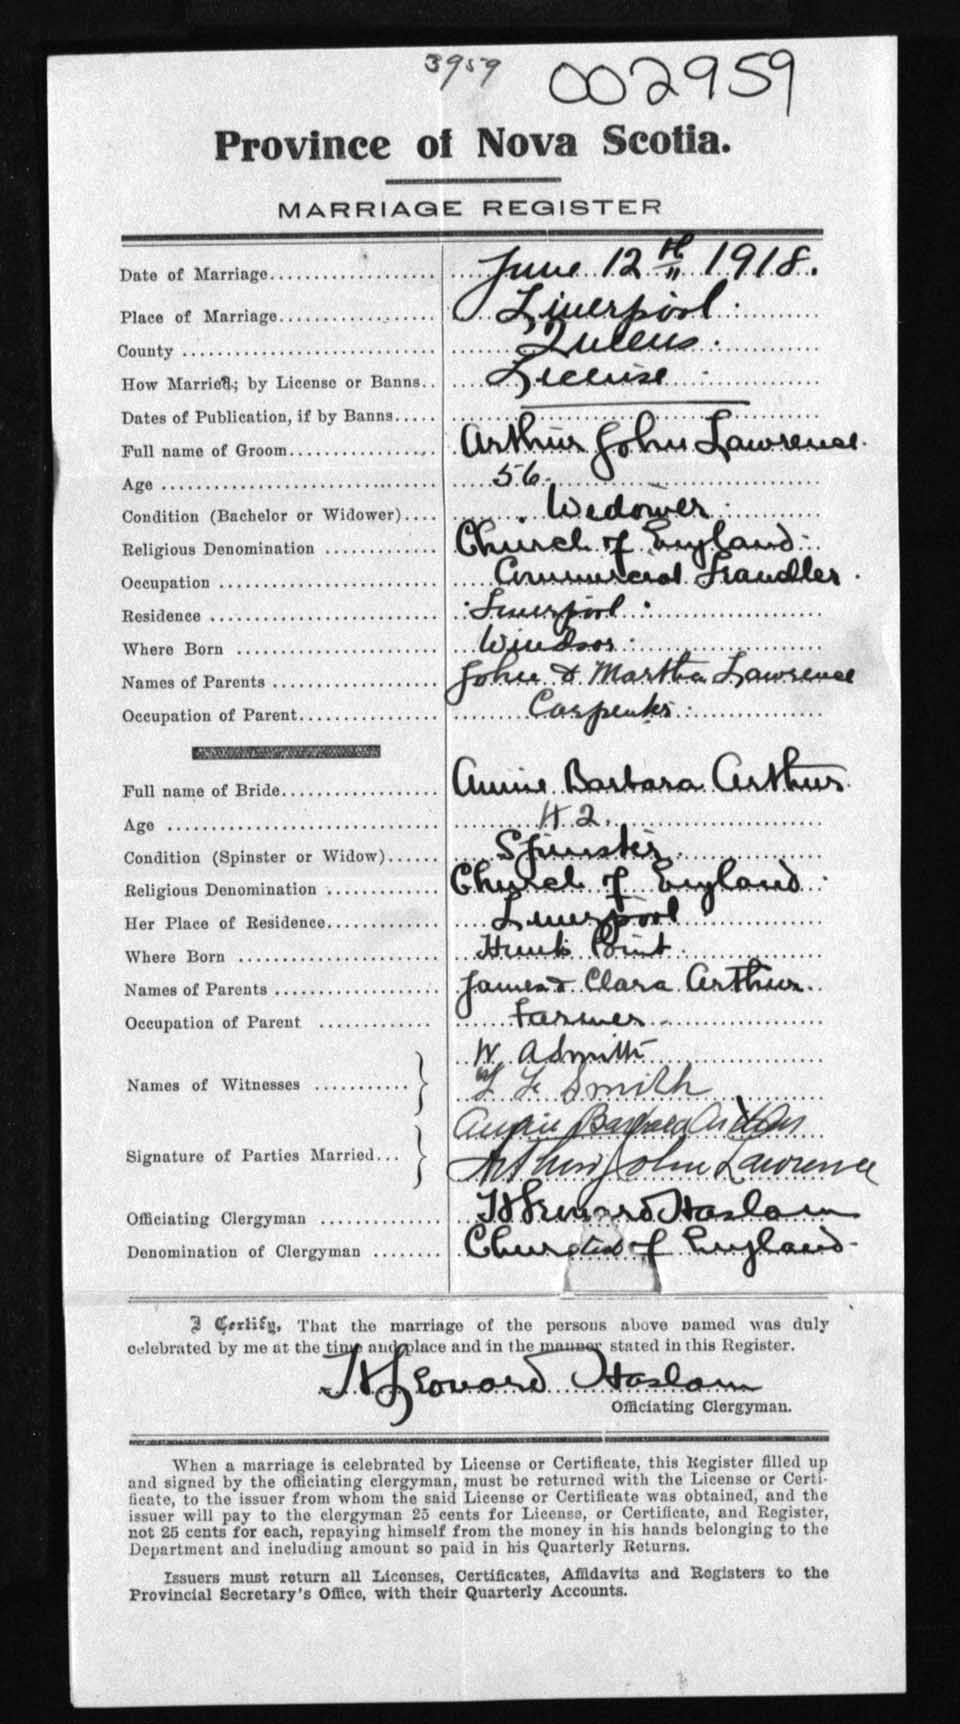 3959 002959
Province of Nova Scotia.
MARRIAGE REGISTER
Date of Marriage.................. June 12th 1918.
Place of Marriage.................. Liverpool
County .............................. Queens
How Married; by License or Banns.. License
Dates of Publication, if by Banns.....
Full name of Groom.................. Arthur John Lawrence
Age .............................. 56
Condition (Bachelor or Widower).... Widower
Religious Denomination ............. Church of England
Occupation ........................ Commercial
Residence ......................... Liverpool
Where Born ...................... Windsor
Names of Parents .................. John & Martha Lawrence
Occupation of Parent................ Carpenter
Full name of Bride.................. Annie Barbara Arthur
Age .............................. 42.
Condition (Spinster or Widow)...... Spinster
Religious Denomination ............. Church of England
Her Place of Residence............. Liverpool
Where Born ...................... Hunts Point
Names of Parents .................. James & Clara Arthur
Occupation of Parent ............. Farmer
W
Names of Witnesses ........... F. Smith
Annie Barbara Arthur
Signature of Parties Married... Arthur John Lawrence
Officiating Clergyman .............. H Leonard Haslam
Denomination of Clergyman ........ Church of England
I Certify, That the marriage of the persons above named was duly
celebrated by me at the time and place and in the manner stated in this Register.
H Leonard Haslam
Officiating Clergyman.
When a marriage is celebrated by License or Certificate, this Register filled up
and signed by the officiating clergyman, must be returned with the License or Certi-
ficate, to the issuer from whom the said License or Certificate was obtained, and the
issuer will pay to the clergyman 25 cents for License, or Certificate, and Register,
not 25 cents for each, repaying himself from the money in his hands belonging to the
Department and including amount so paid in his Quarterly Returns.
Issuers must return all Licenses, Certificates, Affidavits and Registers to the
Provincial Secretary's Office, with their Quarterly Accounts.